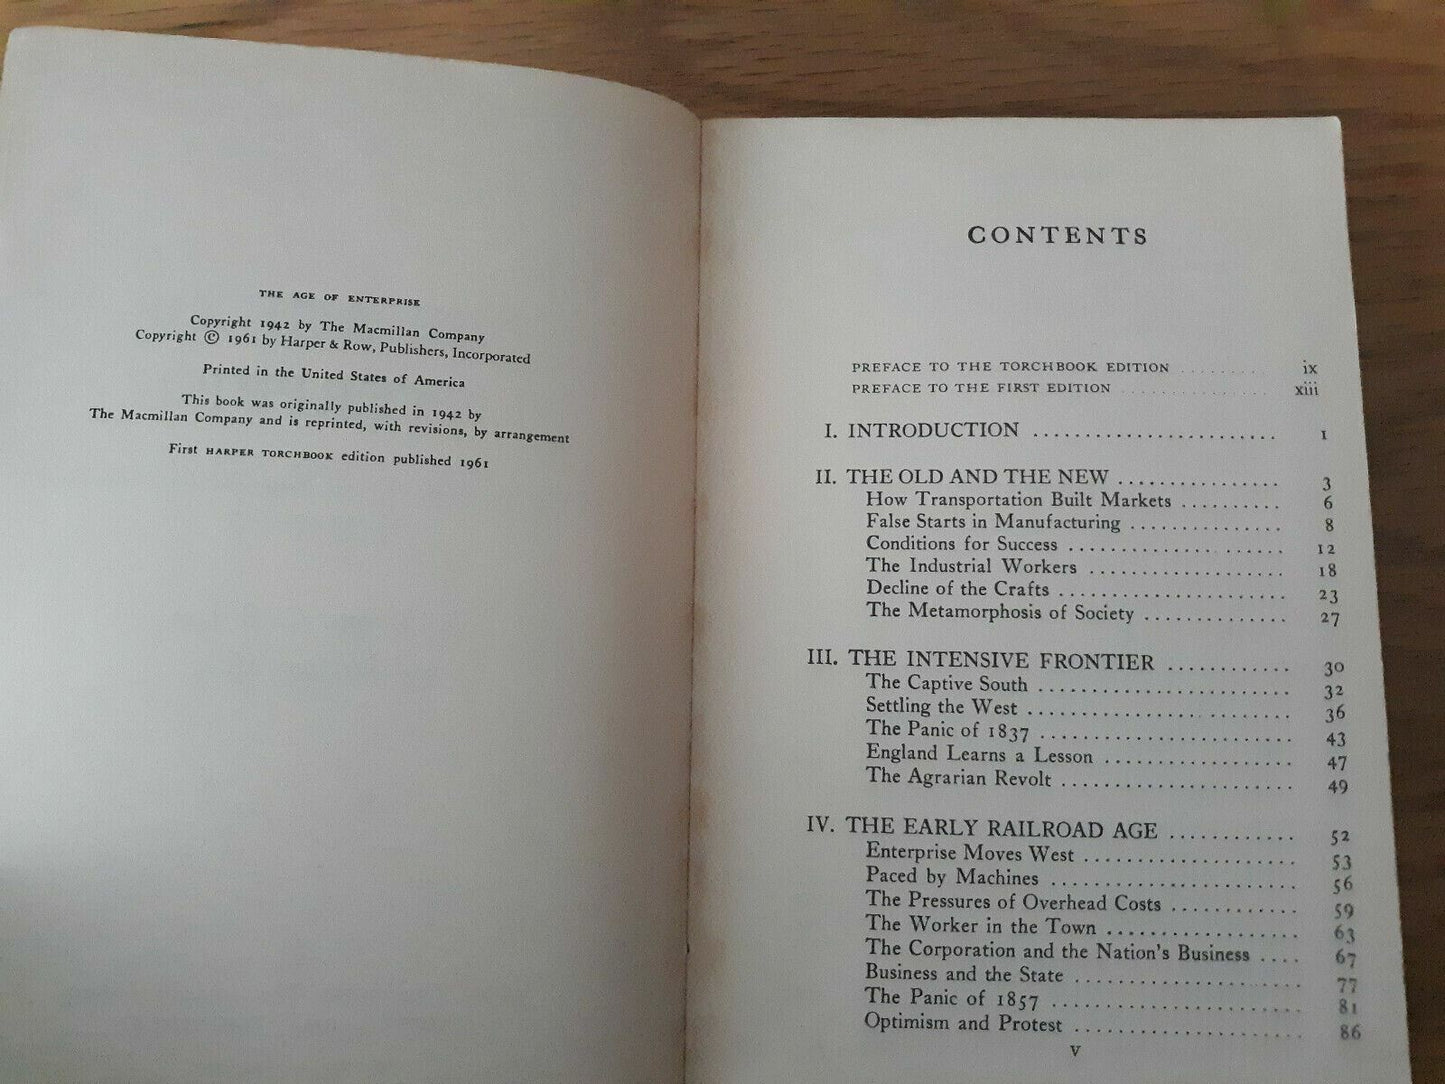 THE AGE OF ENTERPRISE
Copyright 1942 by The Macmillan Company
Copyright © 1961 by Harper & Row, Publishers, Incorporated
Printed in the United States of America
This book was originally published in 1942 by
The Macmillan Company and is reprinted, with revisions, by arrangement
First HARPER TORCHBOOK edition published 1961
CONTENTS
PREFACE TO THE TORCHBOOK EDITION ix
PREFACE TO THE FIRST EDITION xiii
I. INTRODUCTION 1
II. THE OLD AND THE NEW 3
How Transportation Built Markets 6
False Starts in Manufacturing 8
Conditions for Success 12
The Industrial Workers 18
Decline of the Crafts 23
The Metamorphosis of Society 27
III. THE INTENSIVE FRONTIER 30
The Captive South 32
Settling the West 36
The Panic of 1837 43
England Learns a Lesson 47
The Agrarian Revolt 49
IV. THE EARLY RAILROAD AGE 52
Enterprise Moves West 53
Paced by Machines 56
The Pressures of Overhead Costs 59
The Worker in the Town 63
The Corporation and the Nation's Business 67
Business and the State 77
The Panic of 1857 81
Optimism and Protest 86
v